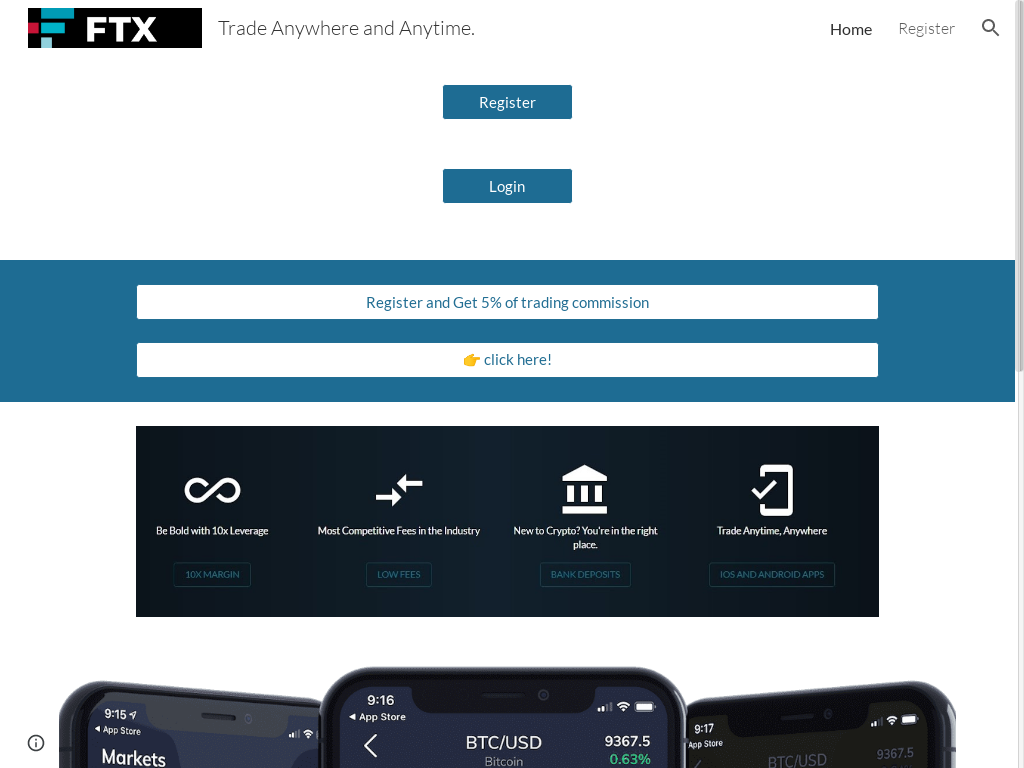 FTX
Trade Anywhere and Anytime.
Home
Register
Register
Login
Register and Get 5% of trading commission
👉 click here!
Be Bold with 10x Leverage
Most Competitive Fees in the Industry
New to Crypto? You're in the right
place.
Trade Anytime, Anywhere
10X MARGIN
LOW FEES
BANK DEPOSITS
IOS AND ANDROID APPS
9:15
App Store
Markets
9:16
App Store
BTC/USD
Bitcoin
9367.5
0.63%
9:17
App Store
BTC/USD
9367.5